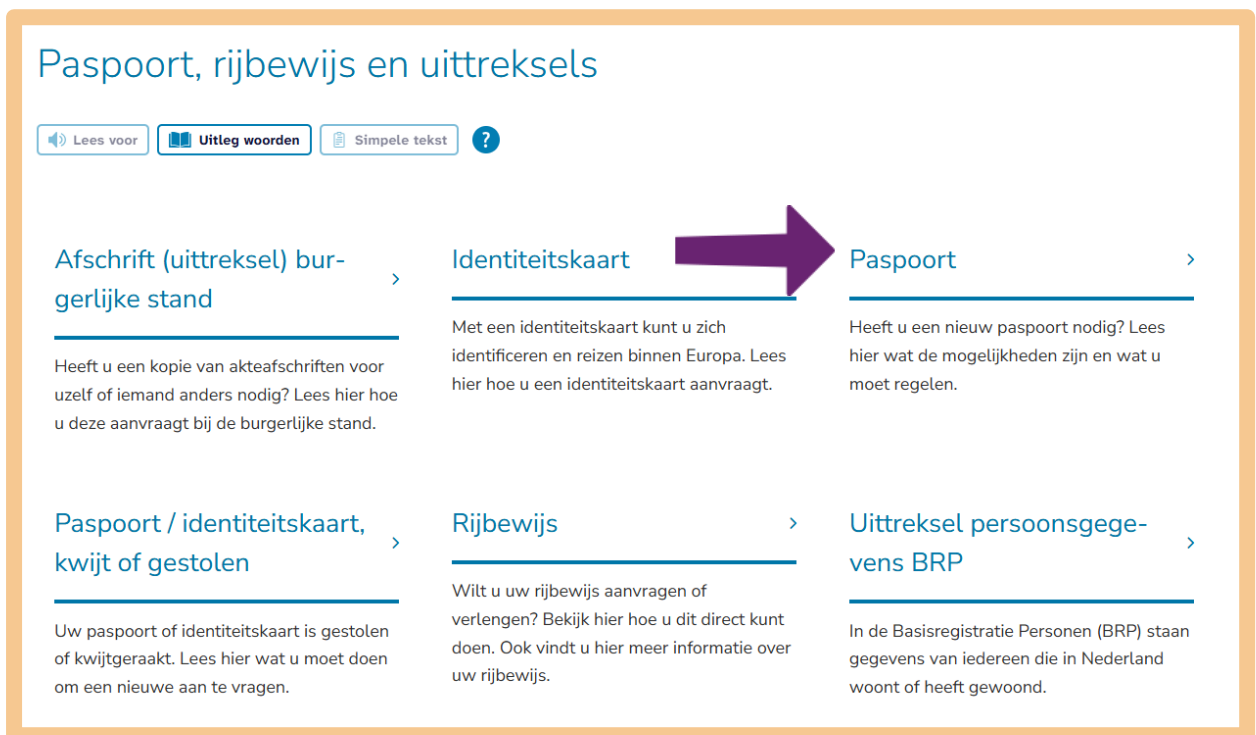 Paspoort, rijbewijs en uittreksels
Lees voor
Uitleg woorden
Simpele tekst
?
Afschrift (uittreksel) bur-
gerlijke stand
Heeft u een kopie van akteafschriften voor
uzelf of iemand anders nodig? Lees hier hoe
u deze aanvraagt bij de burgerlijke stand.
Identiteitskaart
Met een identiteitskaart kunt u zich
identificeren en reizen binnen Europa. Lees
hier hoe u een identiteitskaart aanvraagt.
Paspoort
Heeft u een nieuw paspoort nodig? Lees
hier wat de mogelijkheden zijn en wat u
moet regelen.
Paspoort / identiteitskaart,
kwijt of gestolen
Uw paspoort of identiteitskaart is gestolen
of kwijtgeraakt. Lees hier wat u moet doen
om een nieuwe aan te vragen.
Rijbewijs
Wilt u uw rijbewijs aanvragen of
verlengen? Bekijk hier hoe u dit direct kunt
doen. Ook vindt u hier meer informatie over
uw rijbewijs.
Uittreksel persoonsgege-
vens BRP
In de Basisregistratie Personen (BRP) staan
gegevens van iedereen die in Nederland
woont of heeft gewoond.